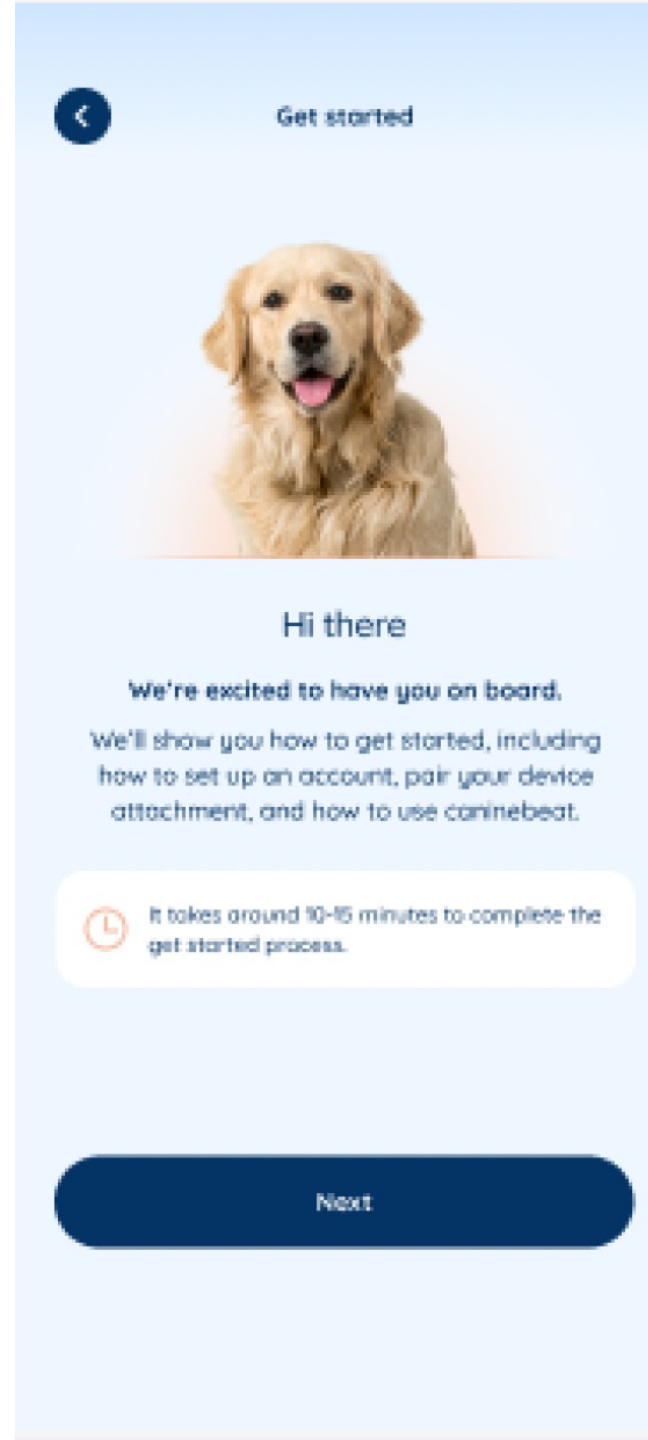 Get started
Hi there
We're excited to have you on board.
We'll show you how to get started, including
how to set up an account, pair your device
attachment, and how to use caninebeat.
It takes around 10-15 minutes to complete the
get started process.
Next